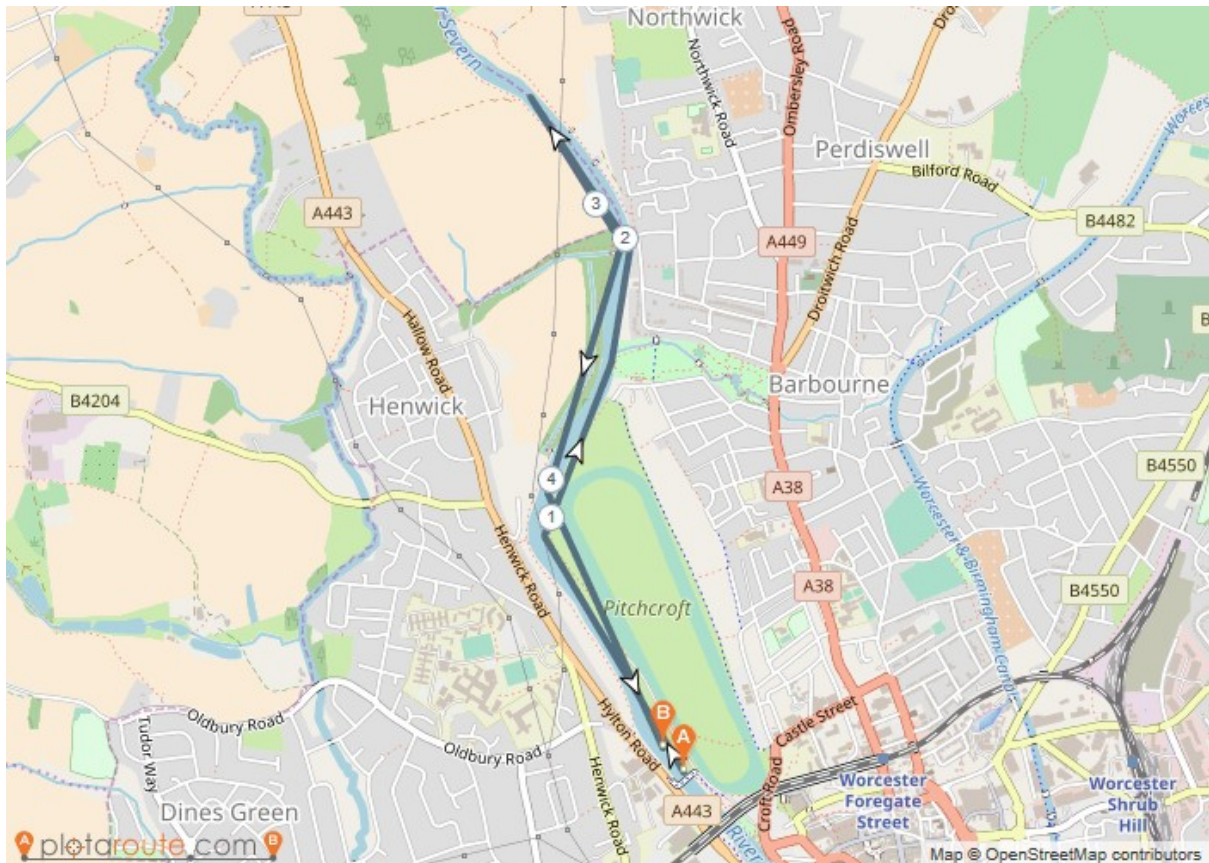 Northwick
Severn
Northwick Road
Ombersley Road
Perdiswell
Bilford Road
A443
A449
B4482
Droitwich Road
Hallow Road
Barbourne
B4204
Henwick
3
2
4
1
B4550
A38
Worcester & Birmingham Canal
Henwick Road
A38
B4550
Pitchcroft
Oldbury Road
Tudor Way
Oldbury Road
Hylton Road
Castle Street
B
A
Henwick Road
Worcester
Foregate
Street
Worcester
Shrub
Hill
Croft Road
A443
Dines Green
River
A plotaroute.com B
Map © OpenStreetMap contributors